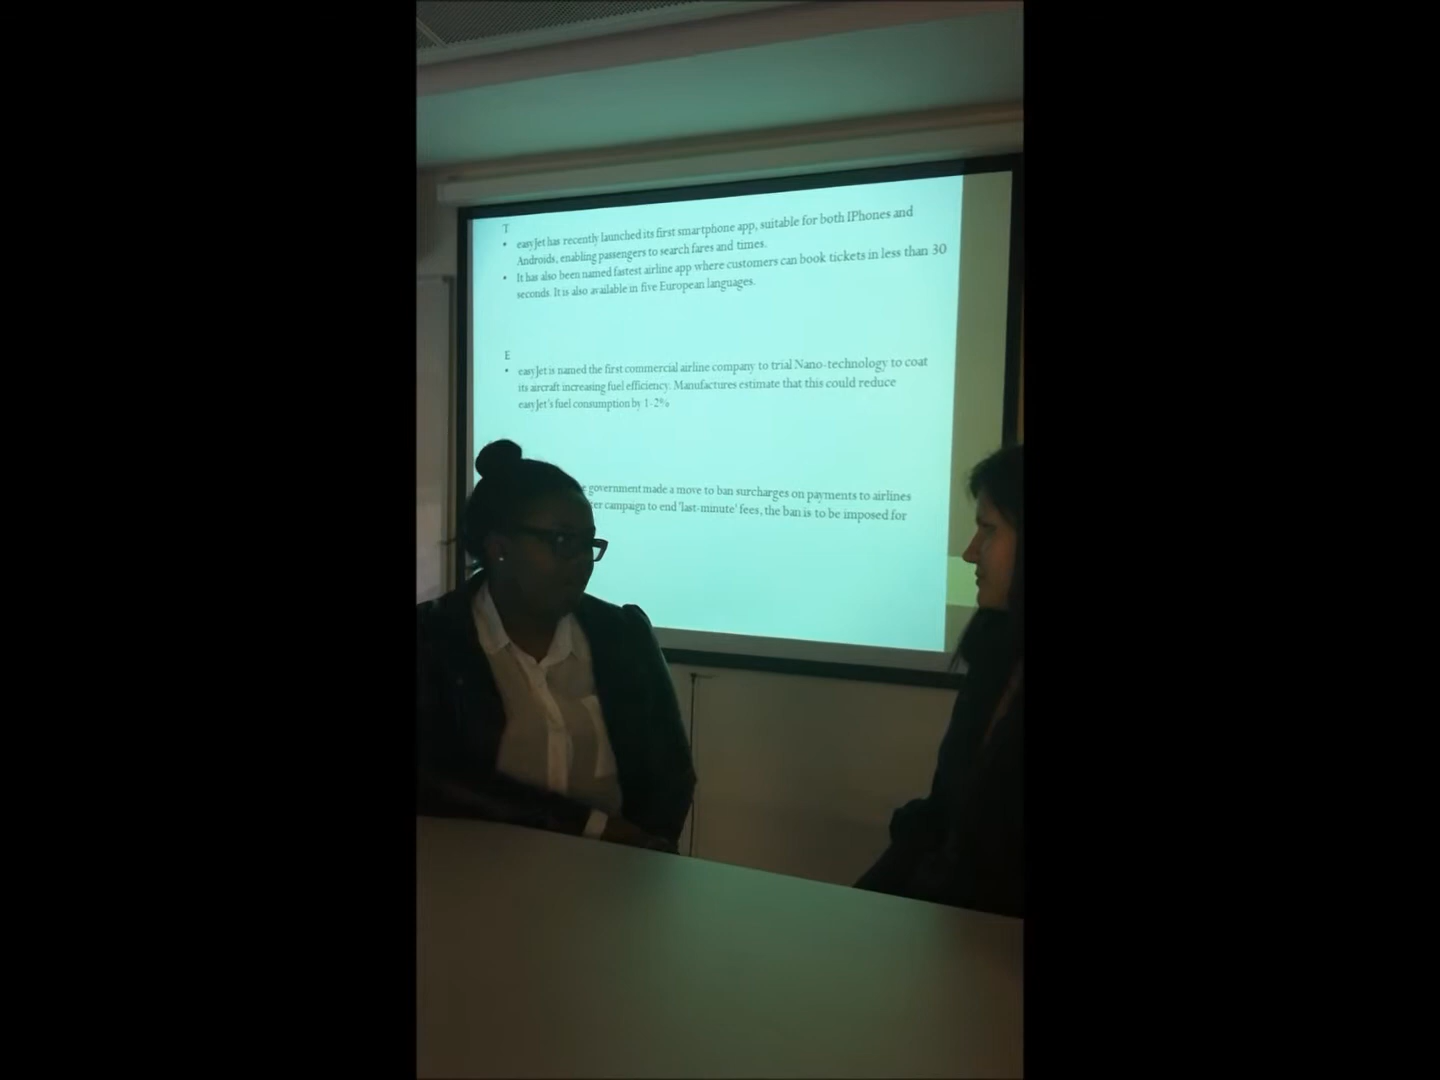 T
• easyJet has recently launched its first smartphone app, suitable for both IPhones and
Androids, enabling passengers to search fares and times.
• It has also been named fastest airline app where customers can book tickets in less than 30
seconds. It is also available in five European languages.
E
• easyJet is named the first commercial airline company to trial Nano-technology to coat
its aircraft increasing fuel efficiency. Manufactures estimate that this could reduce
easyJet's fuel consumption by 1-2%
government made a move to ban surcharges on payments to airlines
campaign to end 'last-minute' fees, the ban is to be imposed for